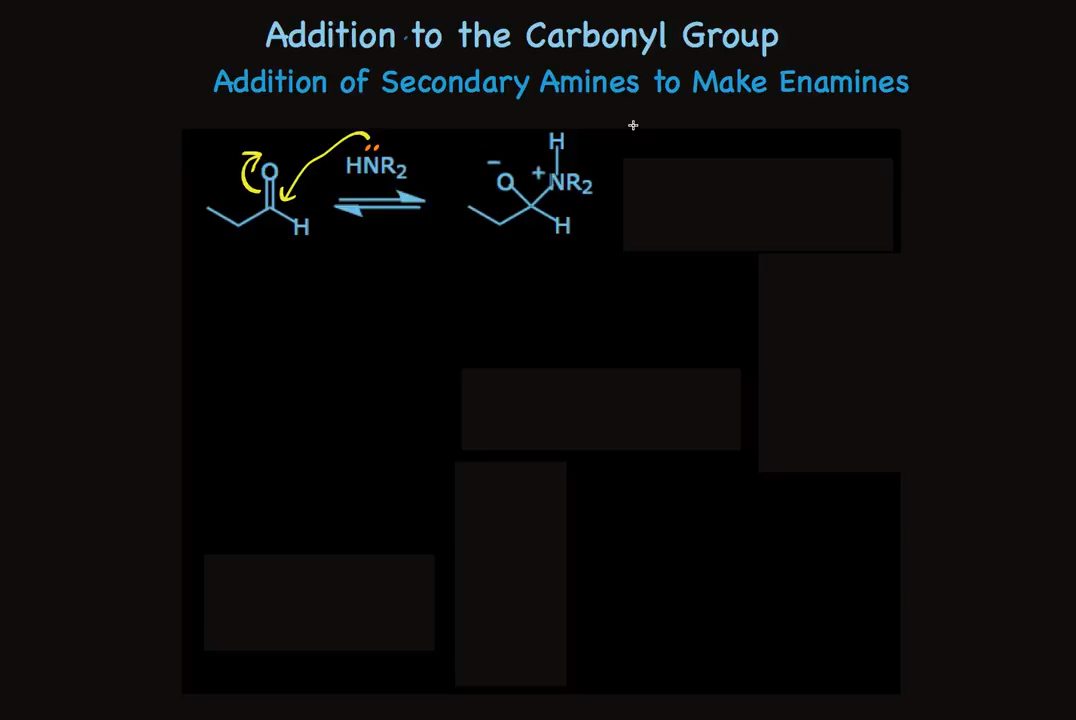 Addition to the Carbonyl Group
Addition of Secondary Amines to Make Enamines
O
H
HNR2
H
− O + NR2
H